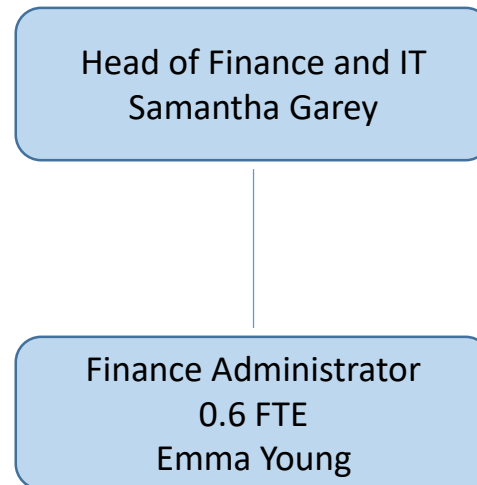 Head of Finance and IT
Samantha Garey
Finance Administrator
0.6 FTE
Emma Young